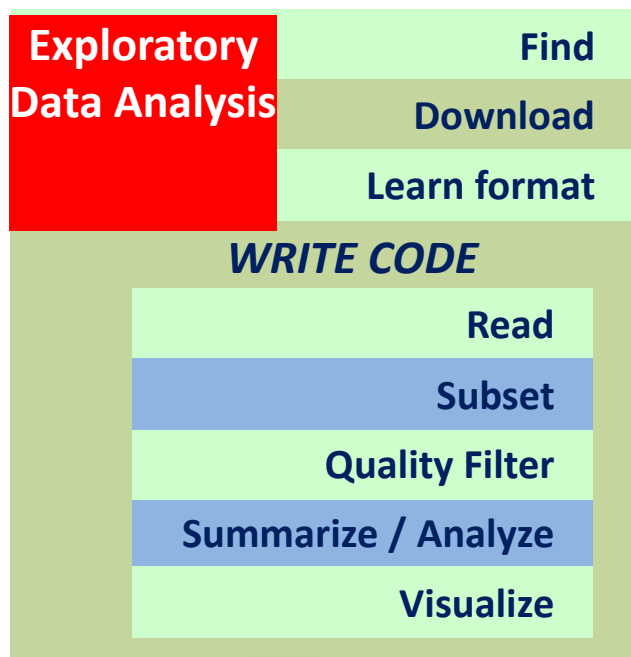 Exploratory
Data Analysis
Find
Download
Learn format
WRITE CODE
Read
Subset
Quality Filter
Summarize / Analyze
Visualize